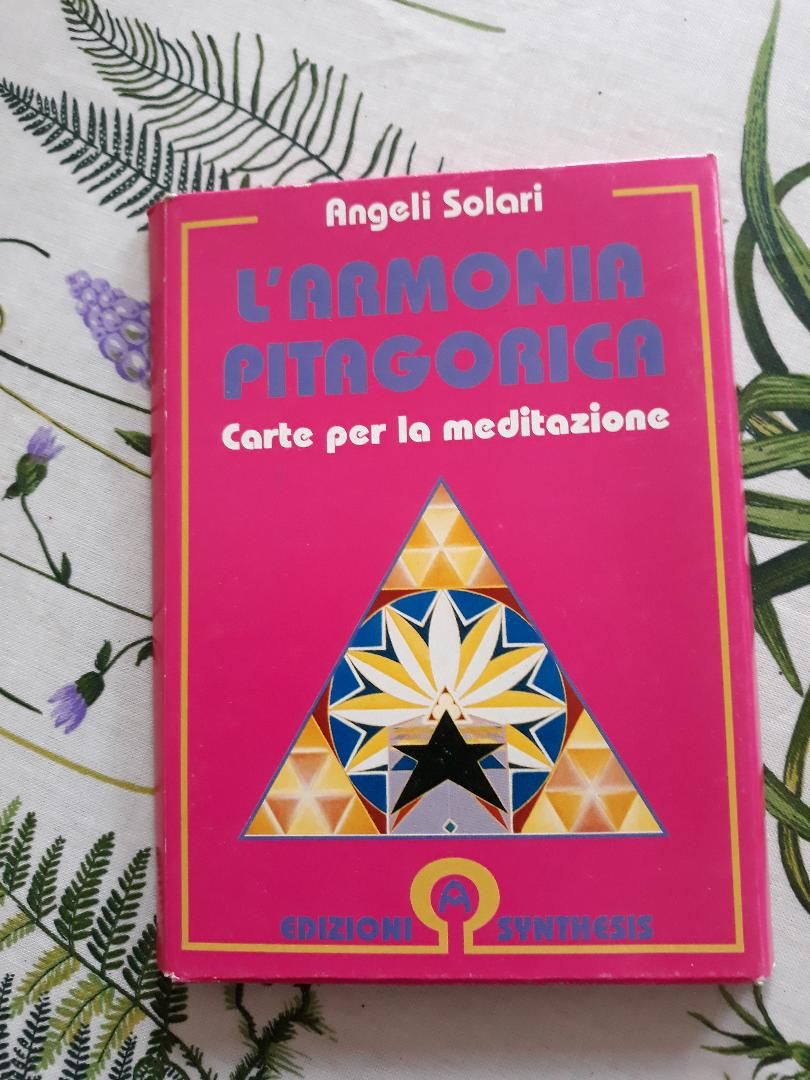 Angeli Solari
L'ARMONIA
PITAGORICA
Carte per la meditazione
A
EDIZIONI SYNTHESIS